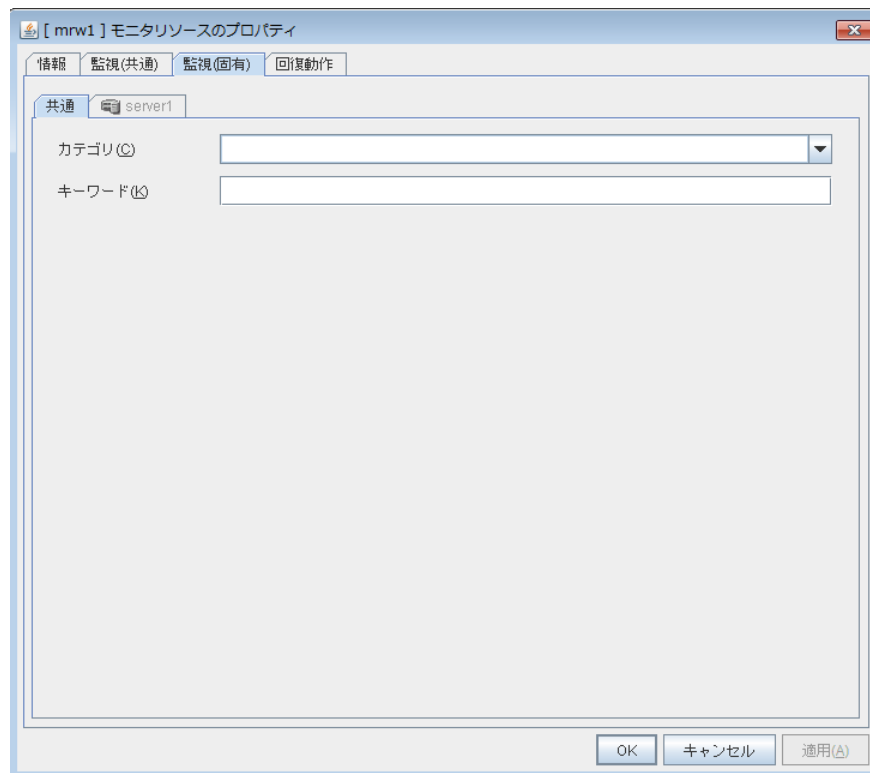 [ mrw1 ] モニタリソースのプロパティ
情報 監視(共通) 監視(固有) 回復動作
共通 server1
カテゴリ(C)
キーワード(K)
OK キャンセル 適用(A)